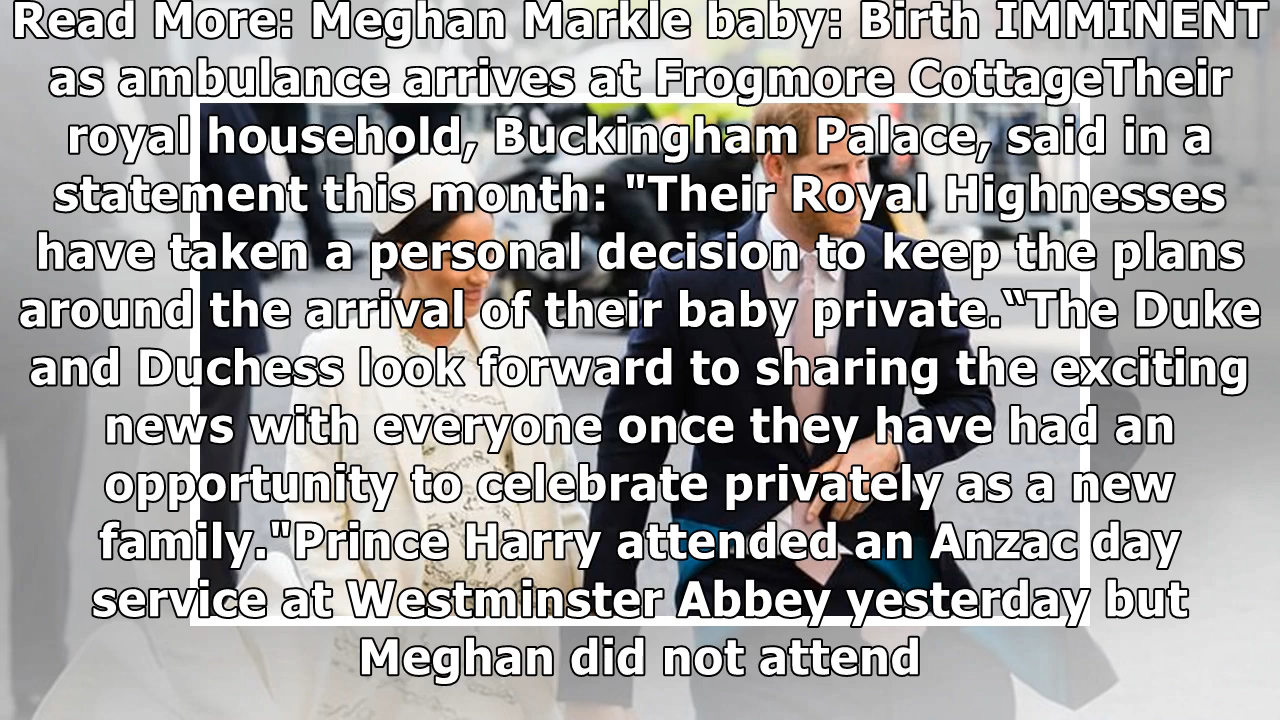 Read More: Meghan Markle baby: Birth IMMINENT
as ambulance arrives at Frogmore CottageTheir
royal household, Buckingham Palace, said in a
statement this month: "Their Royal Highnesses
have taken a personal decision to keep the plans
around the arrival of their baby private.“The Duke
and Duchess look forward to sharing the exciting
news with everyone once they have had an
opportunity to celebrate privately as a new
family."Prince Harry attended an Anzac day
service at Westminster Abbey yesterday but
Meghan did not attend